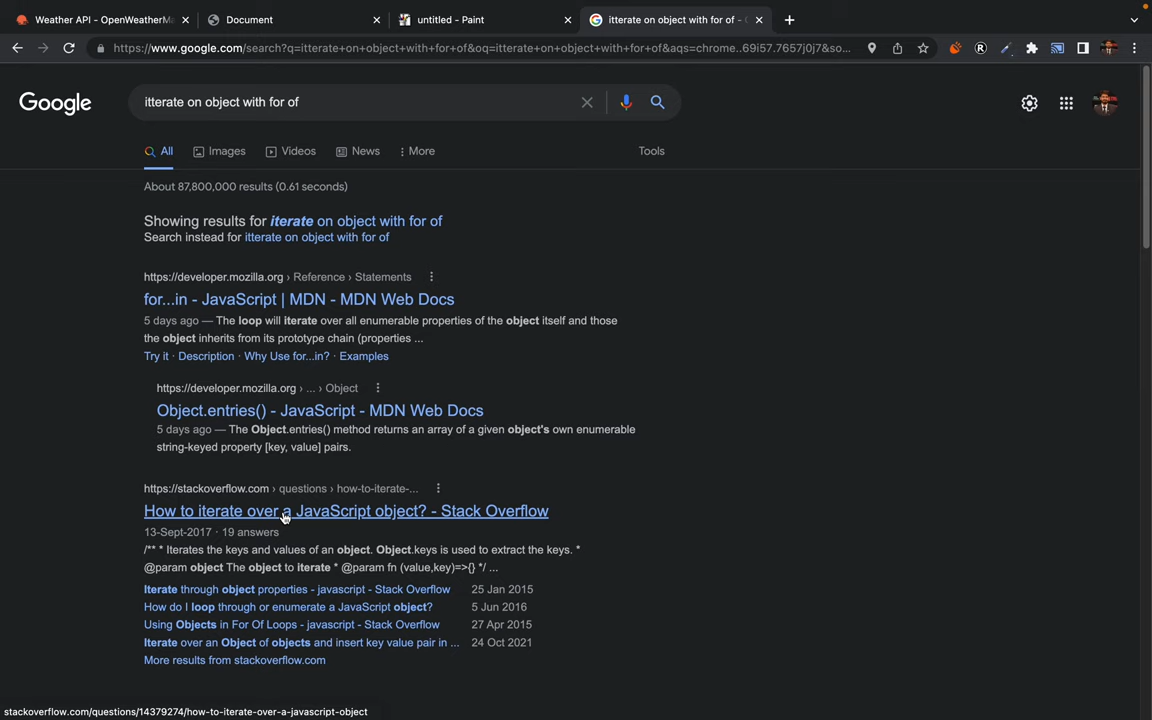 Weather API - OpenWeatherMa
Document
untitled - Paint
itterate on object with for of - G
https://www.google.com/search?q=itterate+on+object+with+for+of&oq=itterate+on+object+with+for+of&aqs=chrome..69i57.7657j0j7&so...
Google
itterate on object with for of
All
Images
Videos
News
More
Tools
About 87,800,000 results (0.61 seconds)
Showing results for iterate on object with for of
Search instead for itterate on object with for of
https://developer.mozilla.org › Reference › Statements
for...in - JavaScript | MDN - MDN Web Docs
5 days ago — The loop will iterate over all enumerable properties of the object itself and those
the object inherits from its prototype chain (properties ...
Try it · Description · Why Use for...in? · Examples
https://developer.mozilla.org › ... › Object
Object.entries() - JavaScript - MDN Web Docs
5 days ago — The Object.entries() method returns an array of a given object's own enumerable
string-keyed property [key, value] pairs.
https://stackoverflow.com › questions › how-to-iterate-...
How to iterate over a JavaScript object? - Stack Overflow
13-Sept-2017 · 19 answers
/** * Iterates the keys and values of an object. Object.keys is used to extract the keys. *
@param object The object to iterate * @param fn (value,key)=>{} */ ...
Iterate through object properties - javascript - Stack Overflow 25 Jan 2015
How do I loop through or enumerate a JavaScript object? 5 Jun 2016
Using Objects in For Of Loops - javascript - Stack Overflow 27 Apr 2015
Iterate over an Object of objects and insert key value pair in ... 24 Oct 2021
More results from stackoverflow.com
stackoverflow.com/questions/14379274/how-to-iterate-over-a-javascript-object